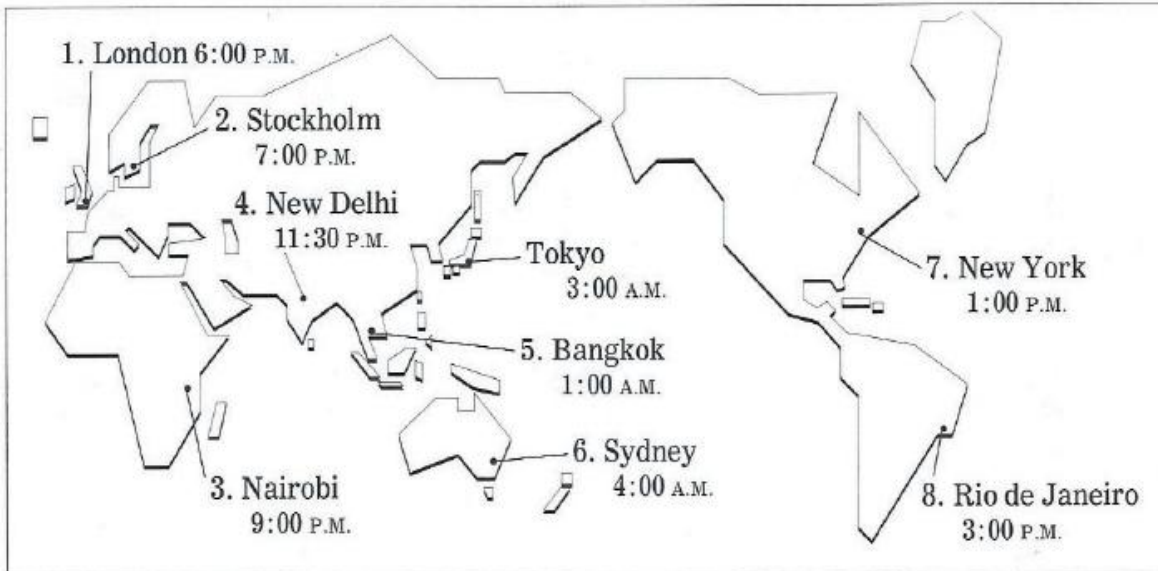 1. London 6:00 P.M.
2. Stockholm
7:00 P.M.
4. New Delhi
11:30 P.M.
Tokyo
3:00 A.M.
7. New York
1:00 P.M.
5. Bangkok
1:00 A.M.
6. Sydney
4:00 A.M.
3. Nairobi
9:00 P.M.
8. Rio de Janeiro
3:00 P.M.